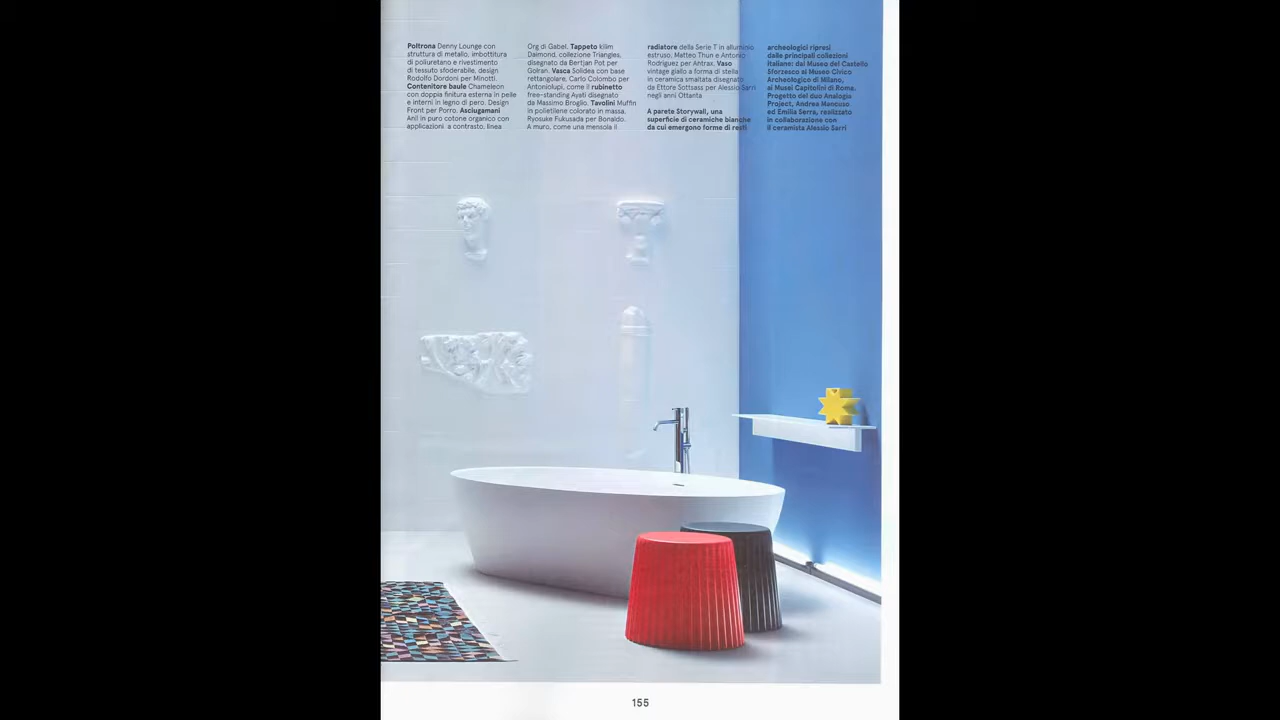 Poltrona Denny Lounge con
struttura di metallo, imbottitura
di poliuretano e rivestimento
di tessuto sfoderabile, design
Rodolfo Dordoni per Minotti.
Contenitore baule Chameleon
con doppia finitura esterna in pelle
e interni in legno di pero. Design
Front per Porro. Asciugamani
Anil in puro cotone organico con
applicazioni a contrasto, linea
Org di Gabel. Tappeto kilim
Daimond, collezione Triangles,
disegnato da Bertjan Pot per
Golran. Vasca Solidea con base
rettangolare, Carlo Colombo per
Antoniolupi, come il rubinetto
free-standing Ayati disegnato
da Massimo Broglio. Tavolini Muffin
in polietilene colorato in massa,
Ryosuke Fukusada per Bonaldo.
A muro, come una mensola il
radiatore della Serie T in alluminio
estruso, Matteo Thun e Antonio
Rodriguez per Antrax. Vaso
vintage giallo a forma di stella
in ceramica smaltata disegnato
da Ettore Sottsass per Alessio Sarri
negli anni Ottanta
A parete Storywall, una
superficie di ceramiche bianche
da cui emergono forme di resti
archeologici ripresi
dalle principali collezioni
italiane: dal Museo del Castello
Sforzesco al Museo Civico
Archeologico di Milano,
ai Musei Capitolini di Roma.
Progetto del duo Analogia
Project, Andrea Mancuso
ed Emilia Serra, realizzato
in collaborazione con
il ceramista Alessio Sarri
155